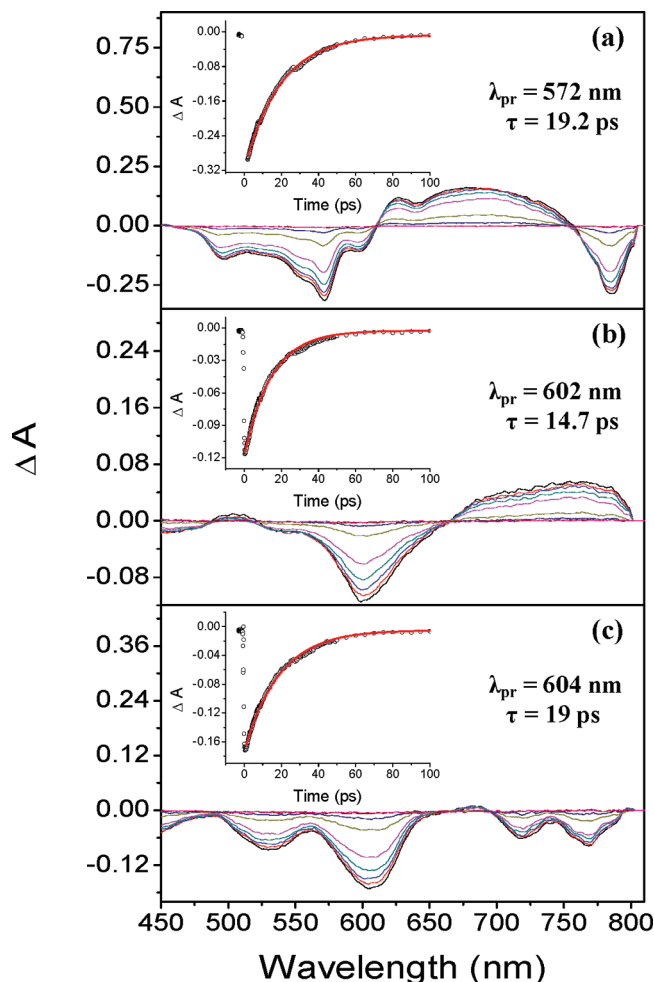 (a)
λpr = 572 nm
τ = 19.2 ps
0.75
0.50
0.25
0.00
-0.25
0.00
-0.08
-0.16
-0.24
-0.32
Δ A
0 20 40 60 80 100
Time (ps)
(b)
λpr = 602 nm
τ = 14.7 ps
0.24
0.16
0.08
0.00
-0.08
0.00
-0.03
-0.06
-0.09
-0.12
Δ A
0 20 40 60 80 100
Time (ps)
Δ A
(c)
λpr = 604 nm
τ = 19 ps
0.36
0.24
0.12
0.00
-0.12
0.00
-0.04
-0.08
-0.12
-0.16
Δ A
0 20 40 60 80 100
Time (ps)
450 500 550 600 650 700 750 800
Wavelength (nm)